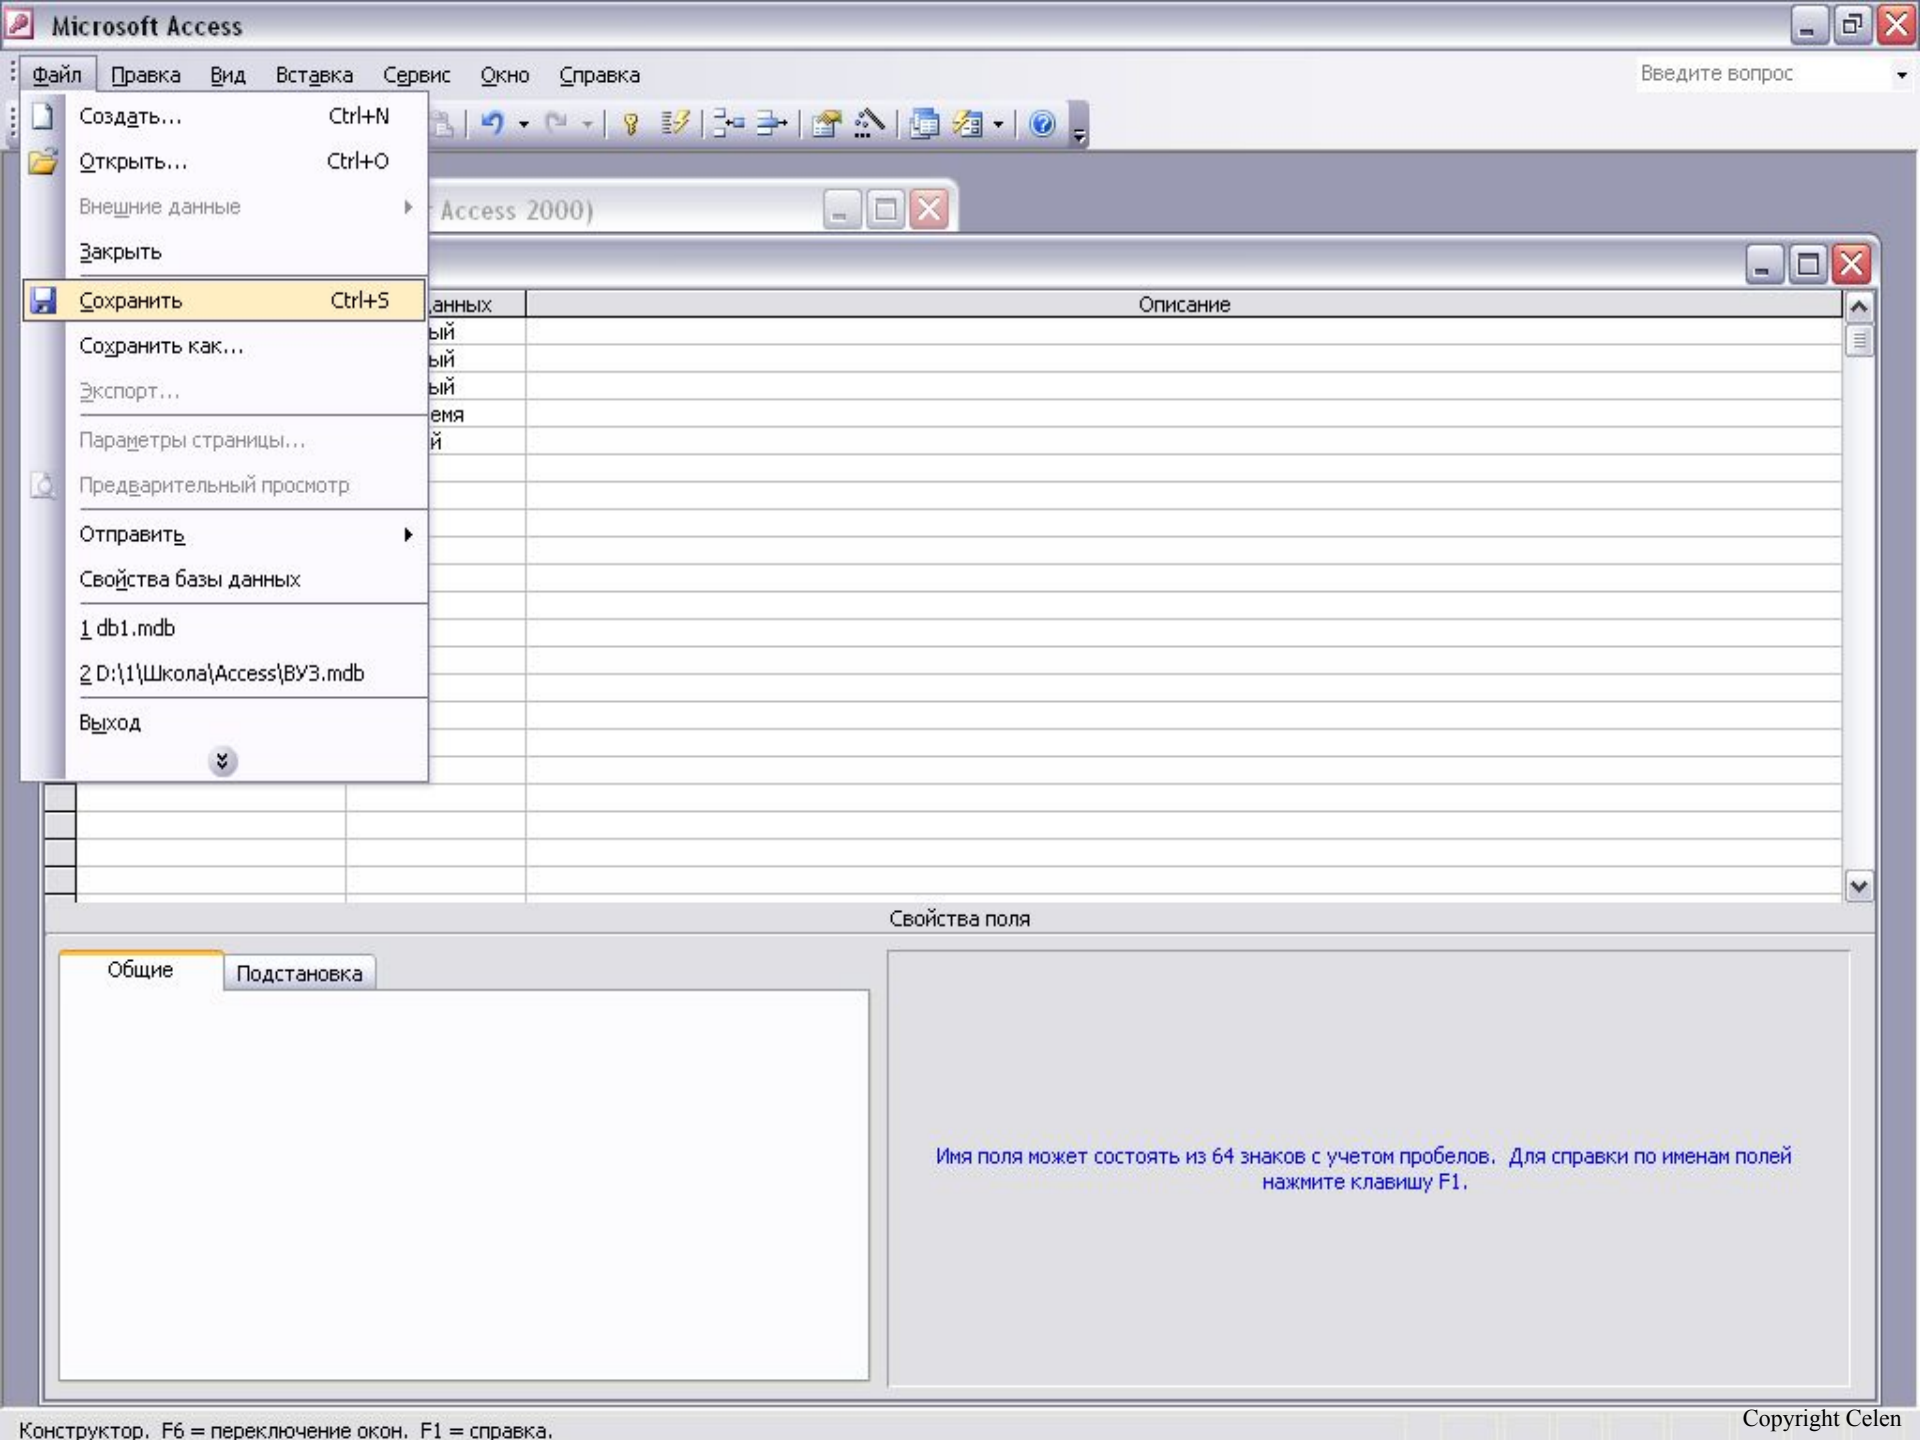 Microsoft Access
Файл Правка Вид Вставка Сервис Окно Справка Введите вопрос
Создать... Ctrl+N
Открыть... Ctrl+O
Внешние данные
Access 2000)
Закрыть
Сохранить Ctrl+S
анных Описание
ый
Сохранить как...
ый
ый
Экспорт...
емя
Параметры страницы...
й
Предварительный просмотр
Отправить
Свойства базы данных
1 db1.mdb
2 D:\1\Школа\Access\ВУЗ.mdb
Выход
Свойства поля
Общие Подстановка
Имя поля может состоять из 64 знаков с учетом пробелов. Для справки по именам полей
нажмите клавишу F1.
Конструктор. F6 = переключение окон. F1 = справка.
Copyright Celen